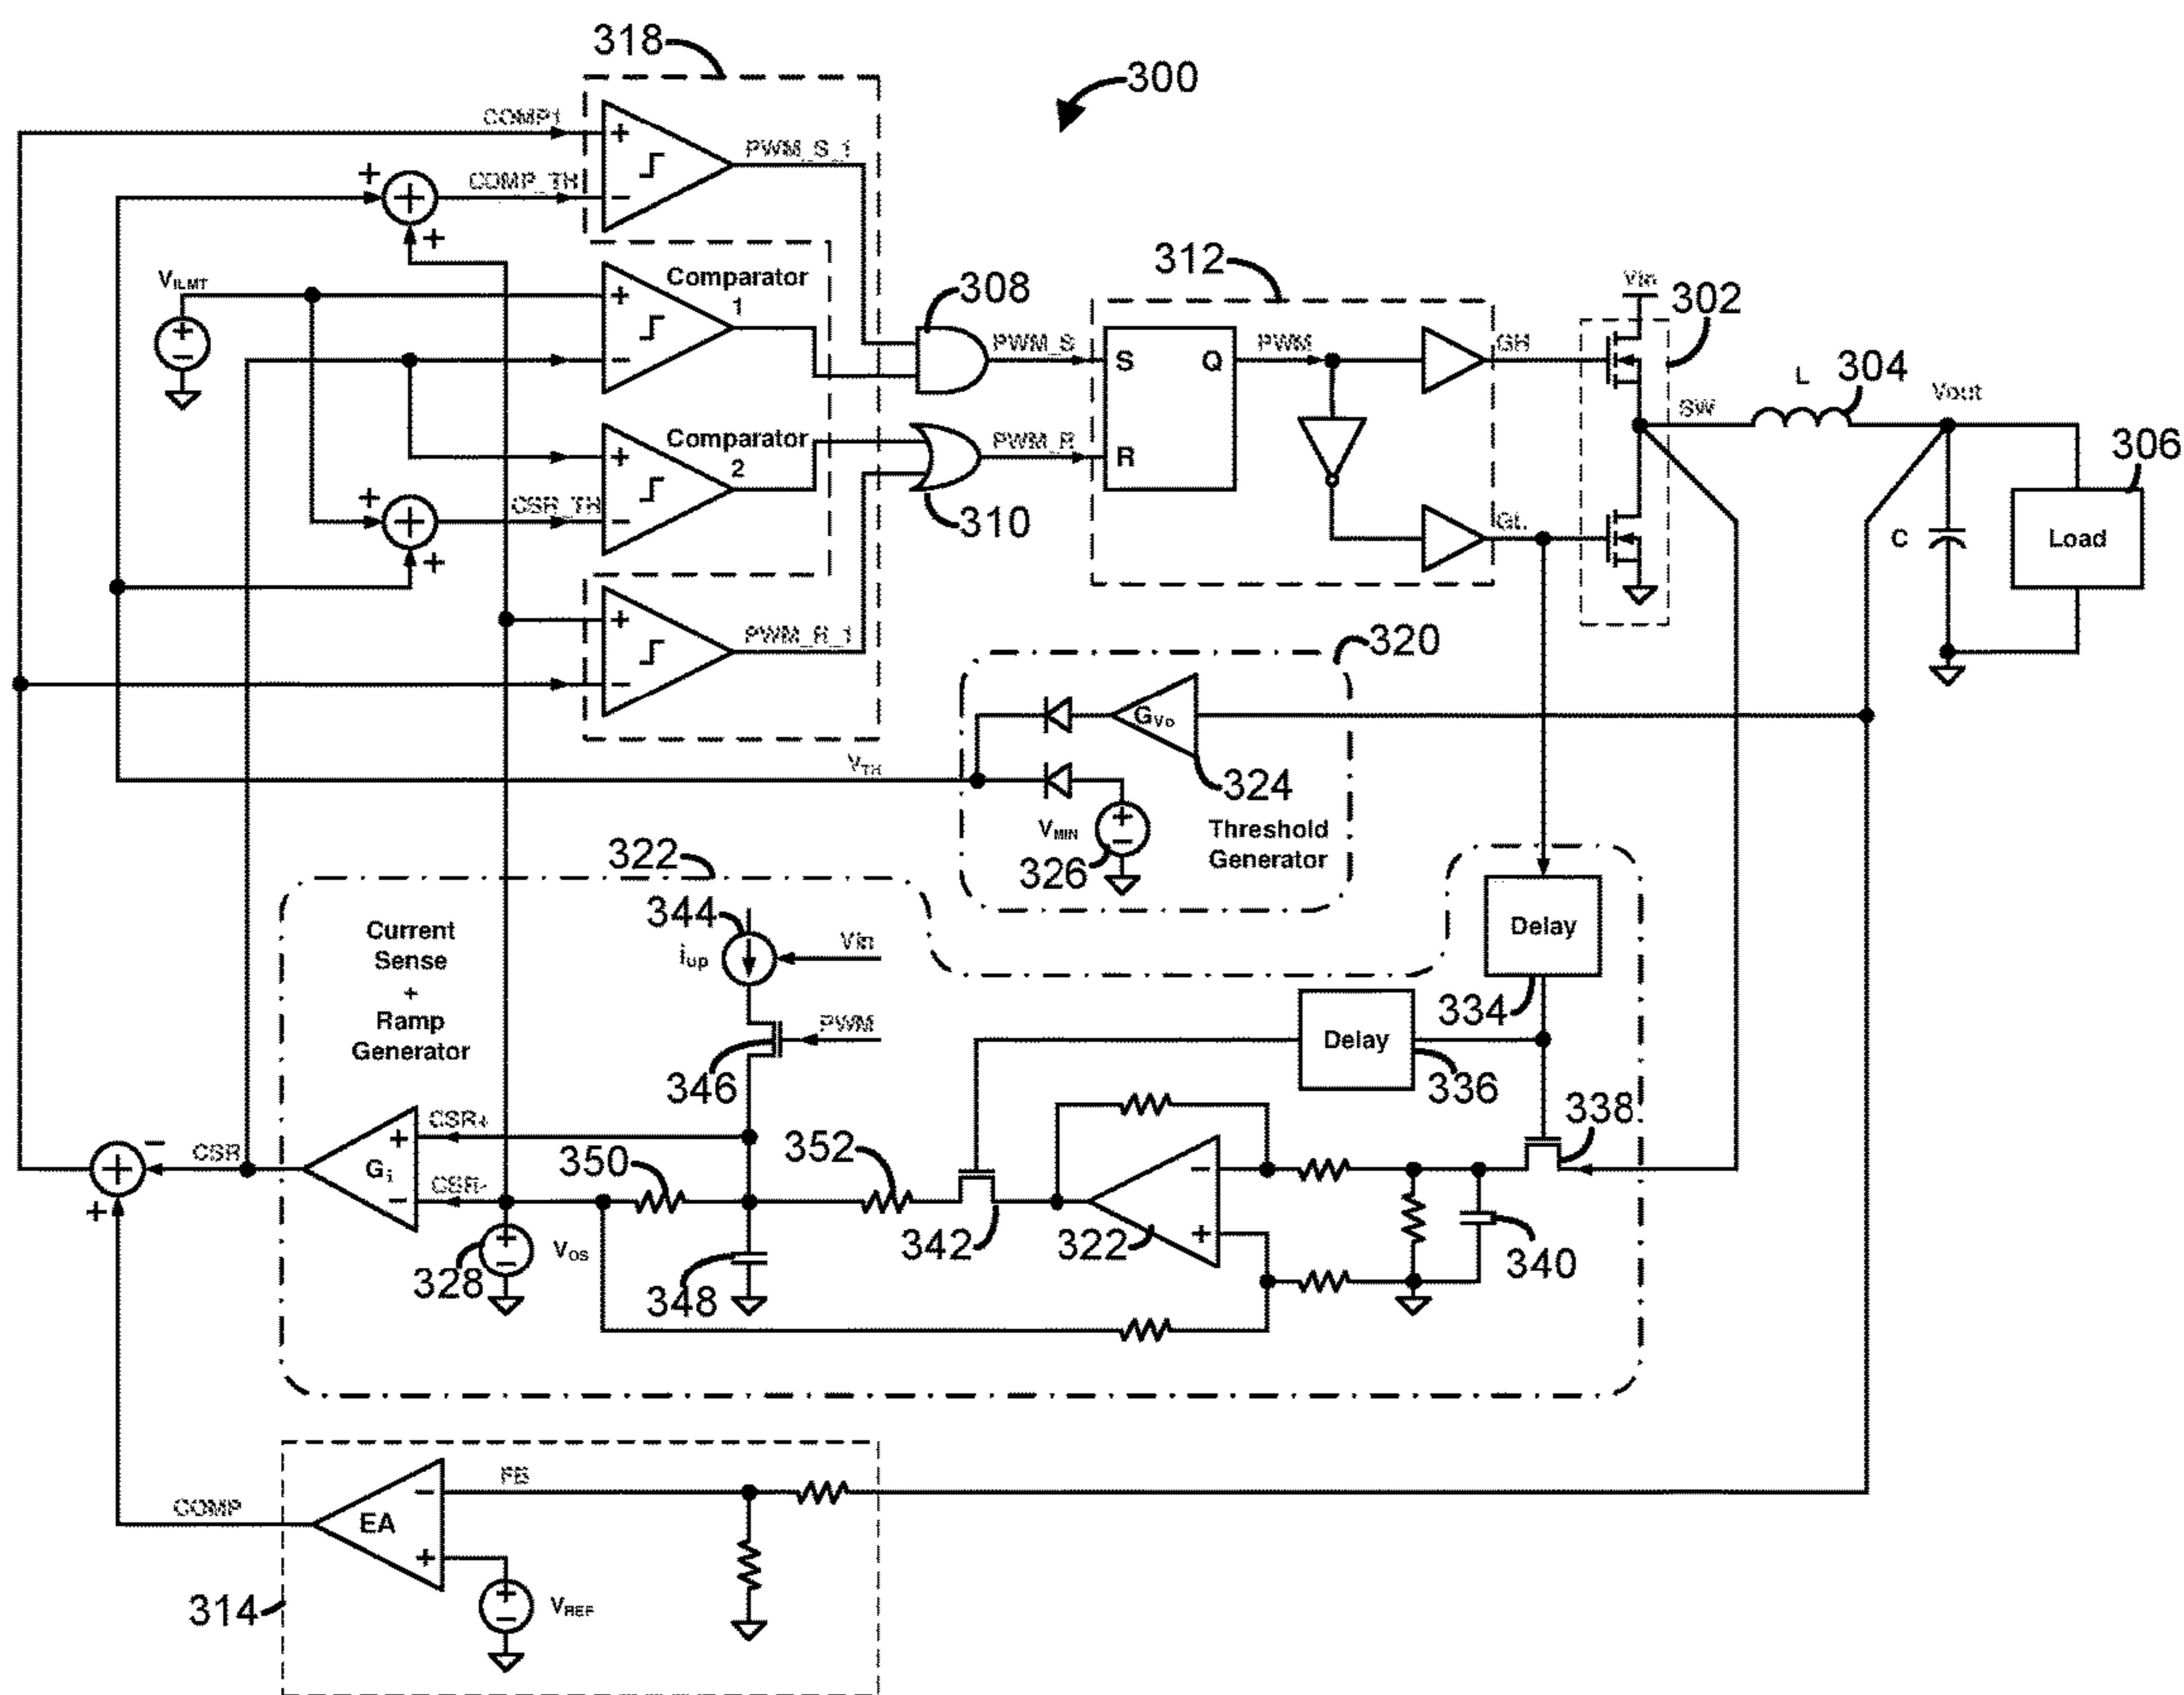 318
300
COMP1
PWM_S_1
+
COMP_TH
+
−
+
+
V_ILMT
Comparator
1
+
−
308
312
Vin
302
PWM_S
S
Q
PWM
GH
304
L
Vout
SW
306
Comparator
2
+
−
+
CSR_TH
+
+
PWM_R
R
310
GL
C
Load
+
PWM_R_1
−
320
G_Vo
324
V_TH
V_MIN
326
Threshold
Generator
322
344
Current
Sense
+
Ramp
Generator
i_up
Vin
Delay
334
PWM
346
Delay
336
338
CSR+
+
−
CSR
+
G_i
CSR-
−
350
352
−
+
+
328
V_OS
348
342
322
340
FB
−
COMP
EA
+
314
V_REF